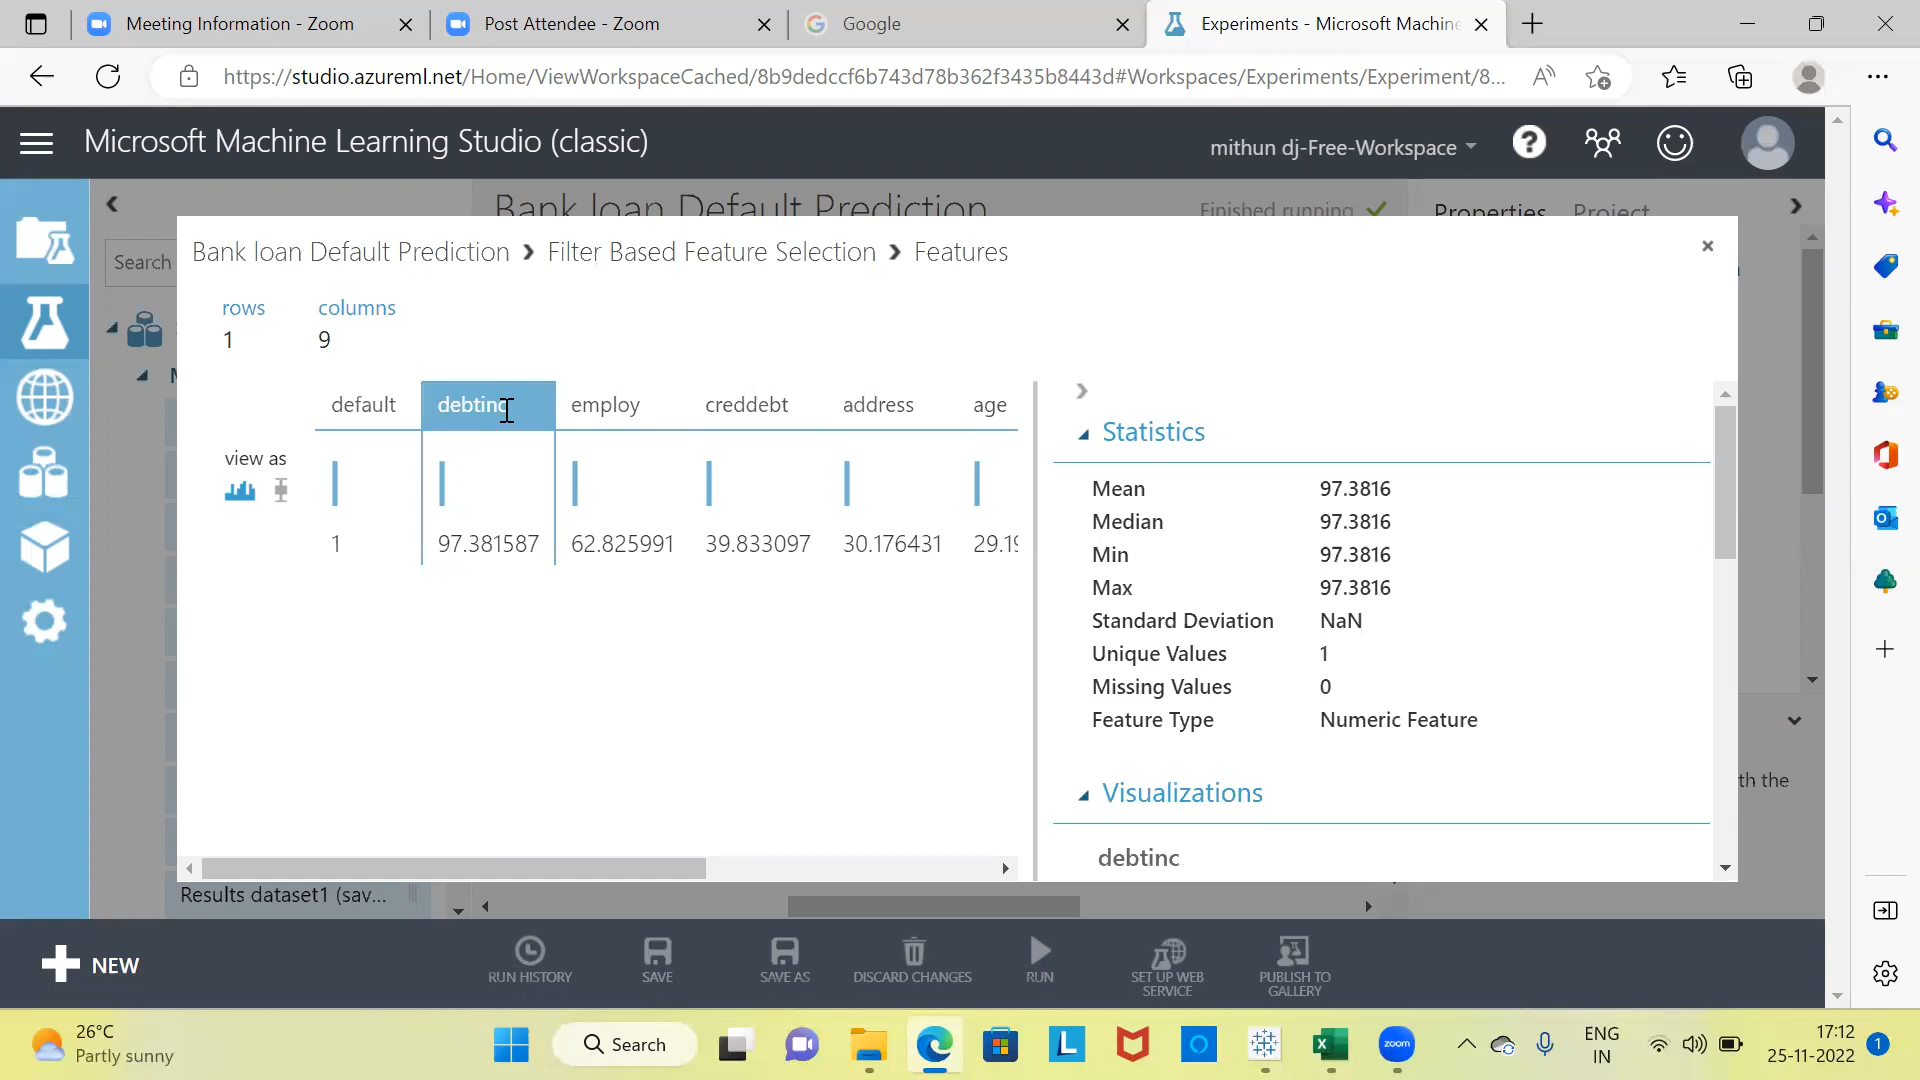 Meeting Information - Zoom
Post Attendee - Zoom
Google
Experiments - Microsoft Machine
https://studio.azureml.net/Home/ViewWorkspaceCached/8b9dedccf6b743d78b362f3435b8443d#Workspaces/Experiments/Experiment/8...
Microsoft Machine Learning Studio (classic)
mithun dj-Free-Workspace
Bank loan Default Prediction
Finished running
Properties Project
Search
Bank loan Default Prediction > Filter Based Feature Selection > Features
rows columns
1 9
default debtinc employ creddebt address age
view as
1 97.381587 62.825991 39.833097 30.176431 29.19
Statistics
Mean 97.3816
Median 97.3816
Min 97.3816
Max 97.3816
Standard Deviation NaN
Unique Values 1
Missing Values 0
Feature Type Numeric Feature
Visualizations
debtinc
th the
Results dataset1 (sav...
NEW
RUN HISTORY
SAVE
SAVE AS
DISCARD CHANGES
RUN
SET UP WEB SERVICE
PUBLISH TO GALLERY
26°C
Partly sunny
Search
zoom
ENG
IN
17:12
25-11-2022
1